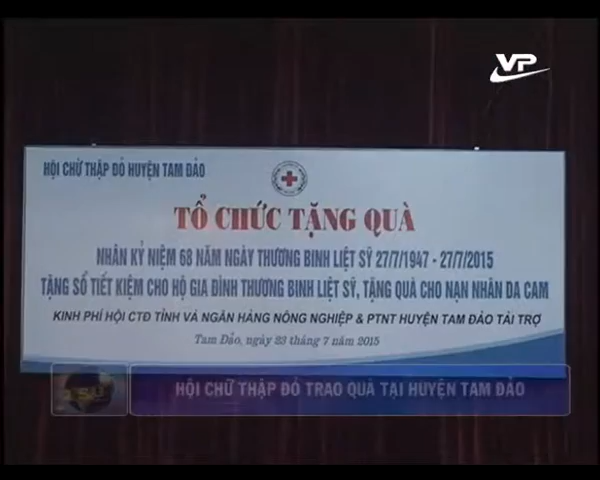 VP
HỘI CHỮ THẬP ĐỎ HUYỆN TAM ĐẢO
TỔ CHỨC TẶNG QUÀ
NHÂN KỶ NIỆM 68 NĂM NGÀY THƯƠNG BINH LIỆT SỸ 27/7/1947 - 27/7/2015
TẶNG SỔ TIẾT KIỆM CHO HỘ GIA ĐÌNH THƯƠNG BINH LIỆT SỸ, TẶNG QUÀ CHO NẠN NHÂN DA CAM
KINH PHÍ HỘI CTĐ TỈNH VÀ NGÂN HÀNG NÔNG NGHIỆP & PTNT HUYỆN TAM ĐẢO TÀI TRỢ
Tam Đảo, ngày 23 tháng 7 năm 2015
HỘI CHỮ THẬP ĐỎ TRAO QUÀ TẠI HUYỆN TAM ĐẢO